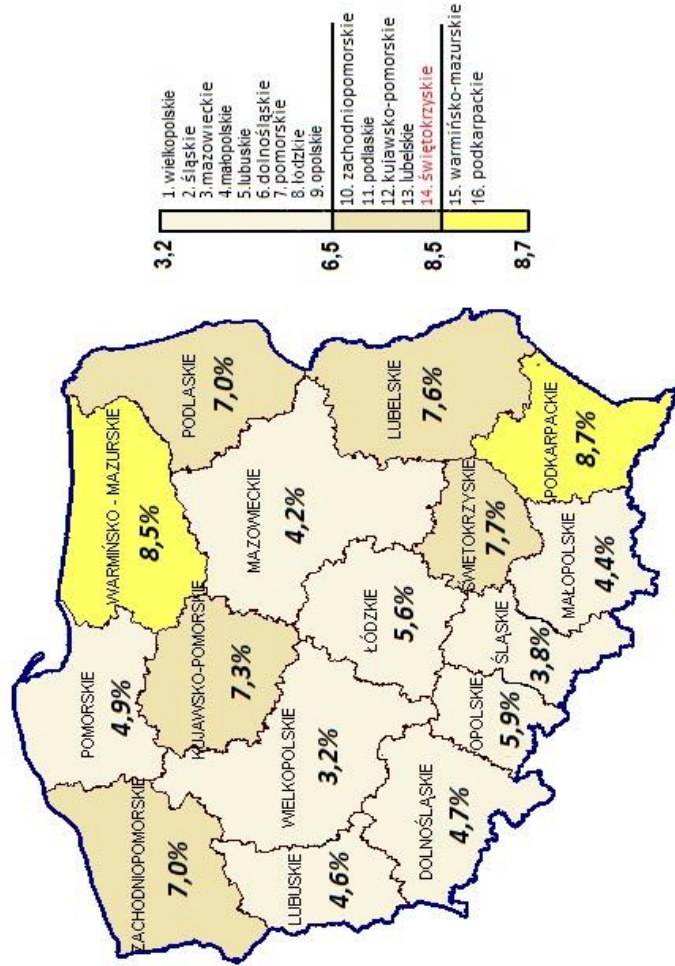 POMORSKIE
4,9%
WARMIŃSKO - MAZURSKIE
8,5%
PODLASKIE
7,0%
ZACHODNIOPOMORSKIE
7,0%
KUJAWSKO-POMORSKIE
7,3%
MAZOWIECKIE
4,2%
WIELKOPOLSKIE
3,2%
LUBUSKIE
4,6%
ŁÓDZKIE
5,6%
LUBELSKIE
7,6%
DOLNOŚLĄSKIE
4,7%
OPOLSKIE
5,9%
ŚLĄSKIE
3,8%
ŚWIĘTOKRZYSKIE
7,7%
MAŁOPOLSKIE
4,4%
PODKARPACKIE
8,7%
3,2
1. wielkopolskie
2. śląskie
3.mazowieckie
4.małopolskie
5.lubuskie
6.dolnośląskie
7.pomorskie
8.łodzkie
9. opolskie
6,5
10. zachodniopomorskie
11. podlaskie
12. kujawsko-pomorskie
13. lubelskie
14. świętokrzyskie
8,5
15. warmińsko-mazurskie
16. podkarpackie
8,7